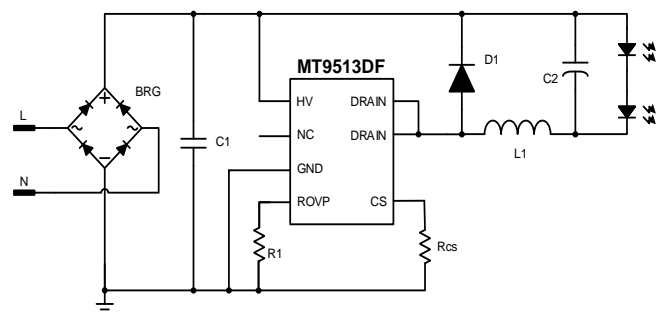 MT9513DF
D1
BRG
C2
L
HV
DRAIN
+
~
~
−
C1
NC
DRAIN
L1
GND
N
ROVP
CS
R1
Rcs